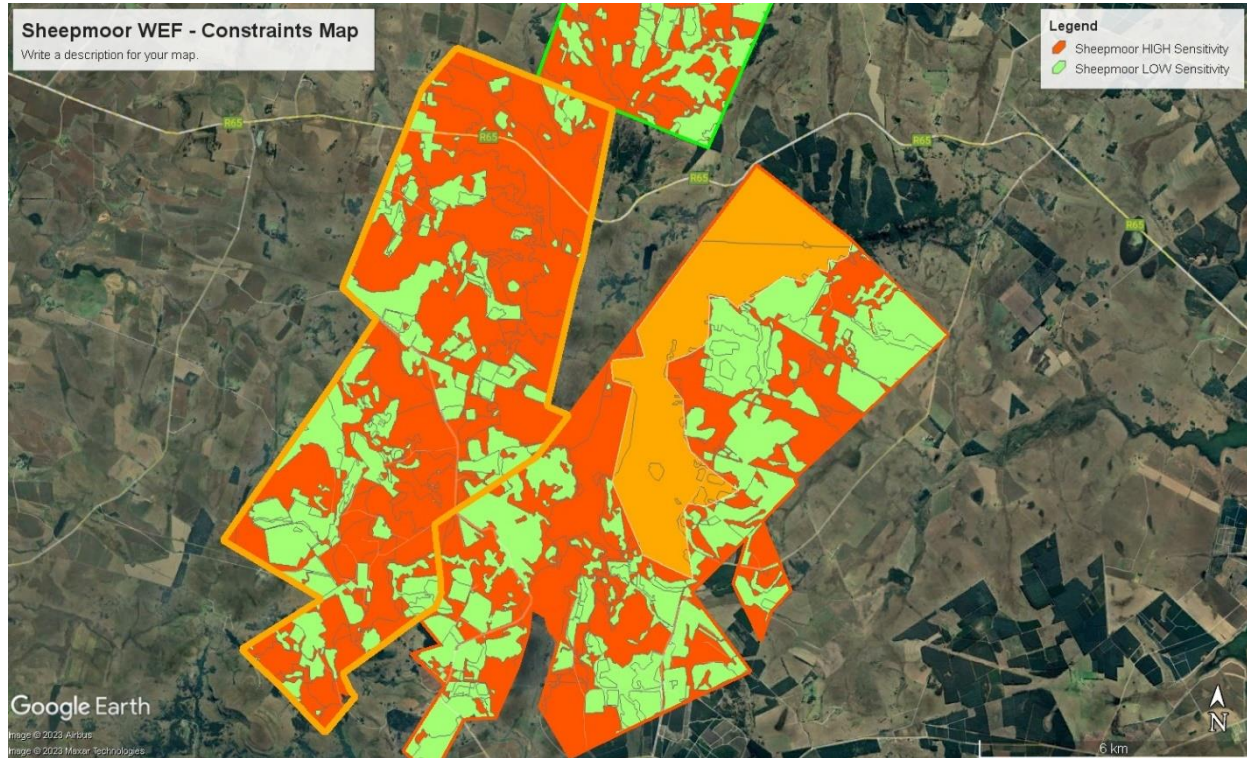 Sheepmoor WEF - Constraints Map
Write a description for your map.
Legend
Sheepmoor HIGH Sensitivity
Sheepmoor LOW Sensitivity
R65
R65
R65
R65
R65
Google Earth
Image © 2023 Airbus
Image © 2023 Maxar Technologies
6 km
N